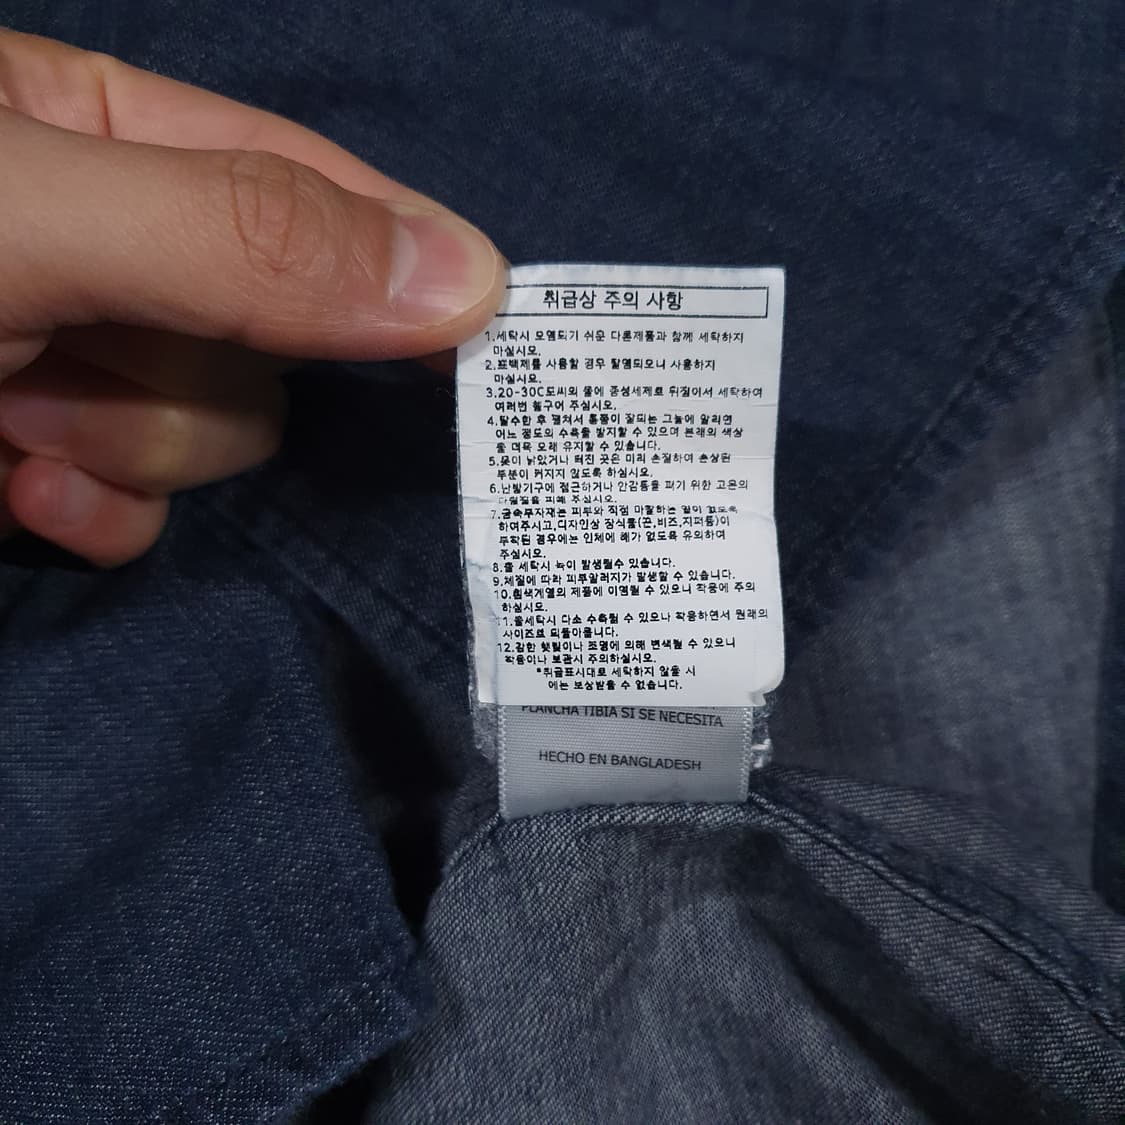 취급상 주의 사항
1.세탁시 오염되기 쉬운 다른제품과 함께 세탁하지
마십시오.
2.표백제를 사용할 경우 탈염되오니 사용하지
마십시오.
3.20-30C도씨의 물에 중성세제로 뒤집어서 세탁하여
여러번 헹구어 주십시오.
4.탈수한 후 펼쳐서 통풍이 잘되는 그늘에 말리면
어느 정도의 수축을 방지할 수 있으며 본래의 색상
을 더욱 오래 유지할 수 있습니다.
5.옷이 낡았거나 터진 곳은 미리 손질하여 손상된
부분이 커지지 않도록 하십시오.
6.난방기구에 접근하거나 안감등을 펴기 위한 고온의
다림질을 피해 주십시오.
7.금속부자재는 피부와 직접 마찰하는 일이 없도록
하여주시고,디자인상 장식물(끈,비즈,지퍼등)이
부착된 경우에는 인체에 해가 없도록 유의하여
주십시오.
8.물 세탁시 녹이 발생될수 있습니다.
9.체질에 따라 피부알러지가 발생할 수 있습니다.
10.흰색계열의 제품에 이염될 수 있으니 착용에 주의
하십시오.
11.울세탁시 다소 수축될 수 있으나 착용하면서 원래의
사이즈로 되돌아옵니다.
12.강한 햇빛이나 조명에 의해 변색될 수 있으니
착용이나 보관시 주의하십시오.
*취급표시대로 세탁하지 않을 시
에는 보상받을 수 없습니다.
PLANCHA TIBIA SI SE NECESITA
HECHO EN BANGLADESH